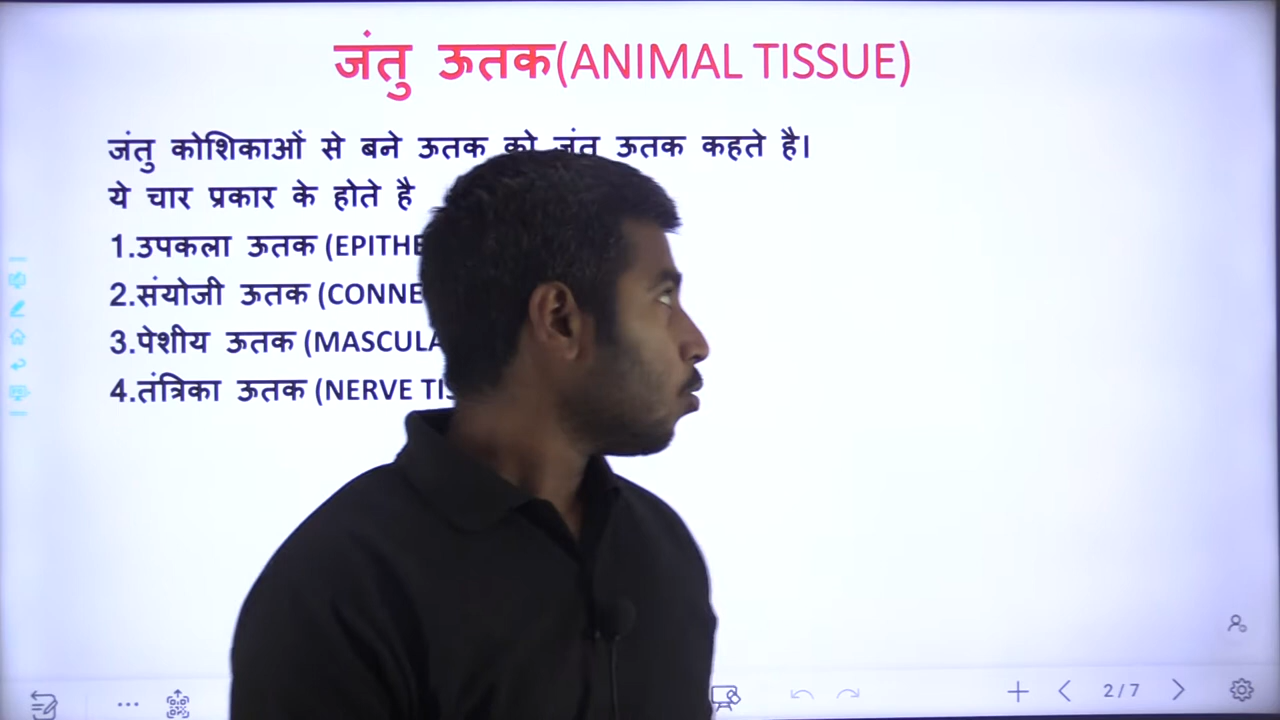 जंतु ऊतक(ANIMAL TISSUE)
जंतु कोशिकाओं से बने ऊतक को जंतु ऊतक कहते है।
ये चार प्रकार के होते है
1.उपकला ऊतक (EPITHE
2.संयोजी ऊतक (CONNE
3.पेशीय ऊतक (MASCULA
4.तंत्रिका ऊतक (NERVE TIS
2/7